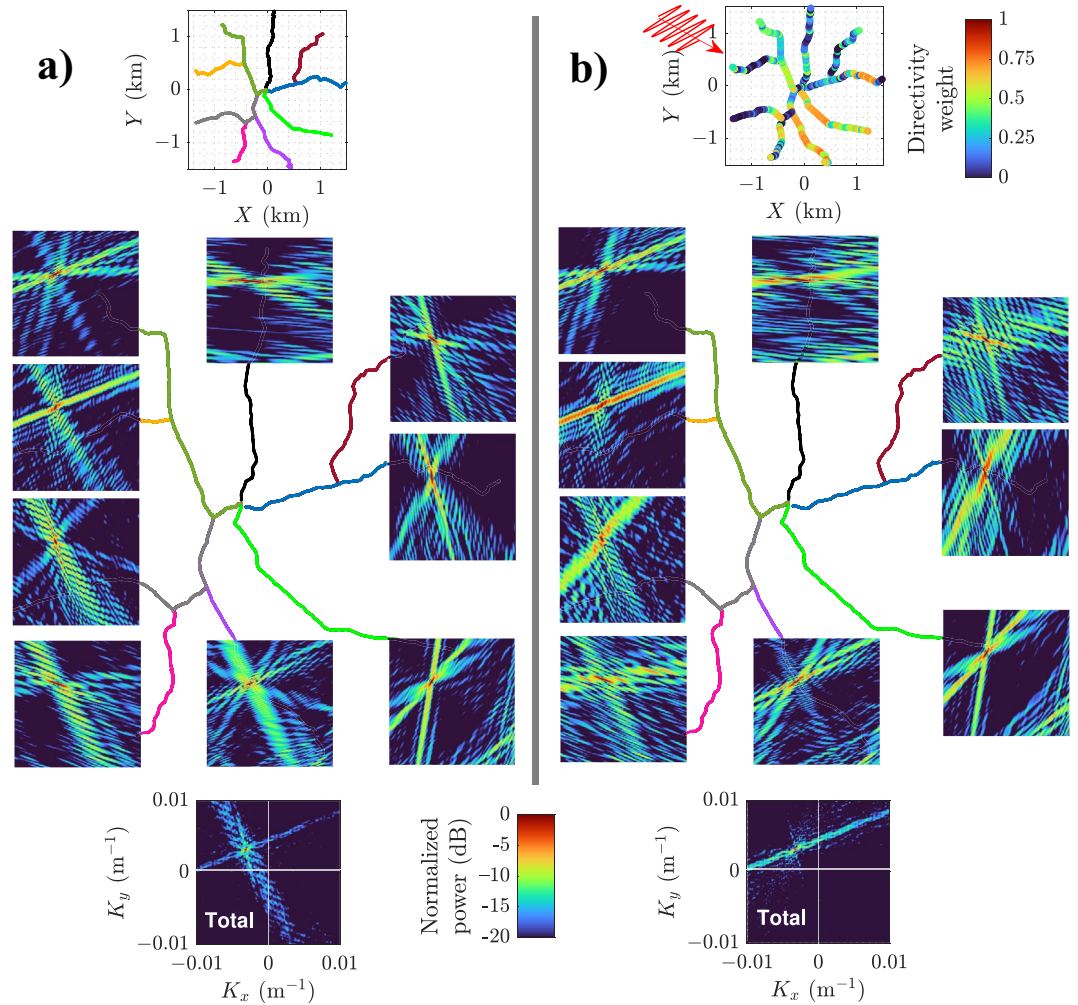 a)
1
0
−1
Y (km)
−1
0
1
X (km)
b)
1
0
−1
Y (km)
−1
0
1
X (km)
Directivity
weight
1
0.75
0.5
0.25
0
0.01
0
−0.01
K_y (m⁻¹)
Total
−0.01
0
0.01
K_x (m⁻¹)
Normalized
power (dB)
0
−5
−10
−15
-20
0.01
0
−0.01
K_y (m⁻¹)
Total
−0.01
0
0.01
K_x (m⁻¹)